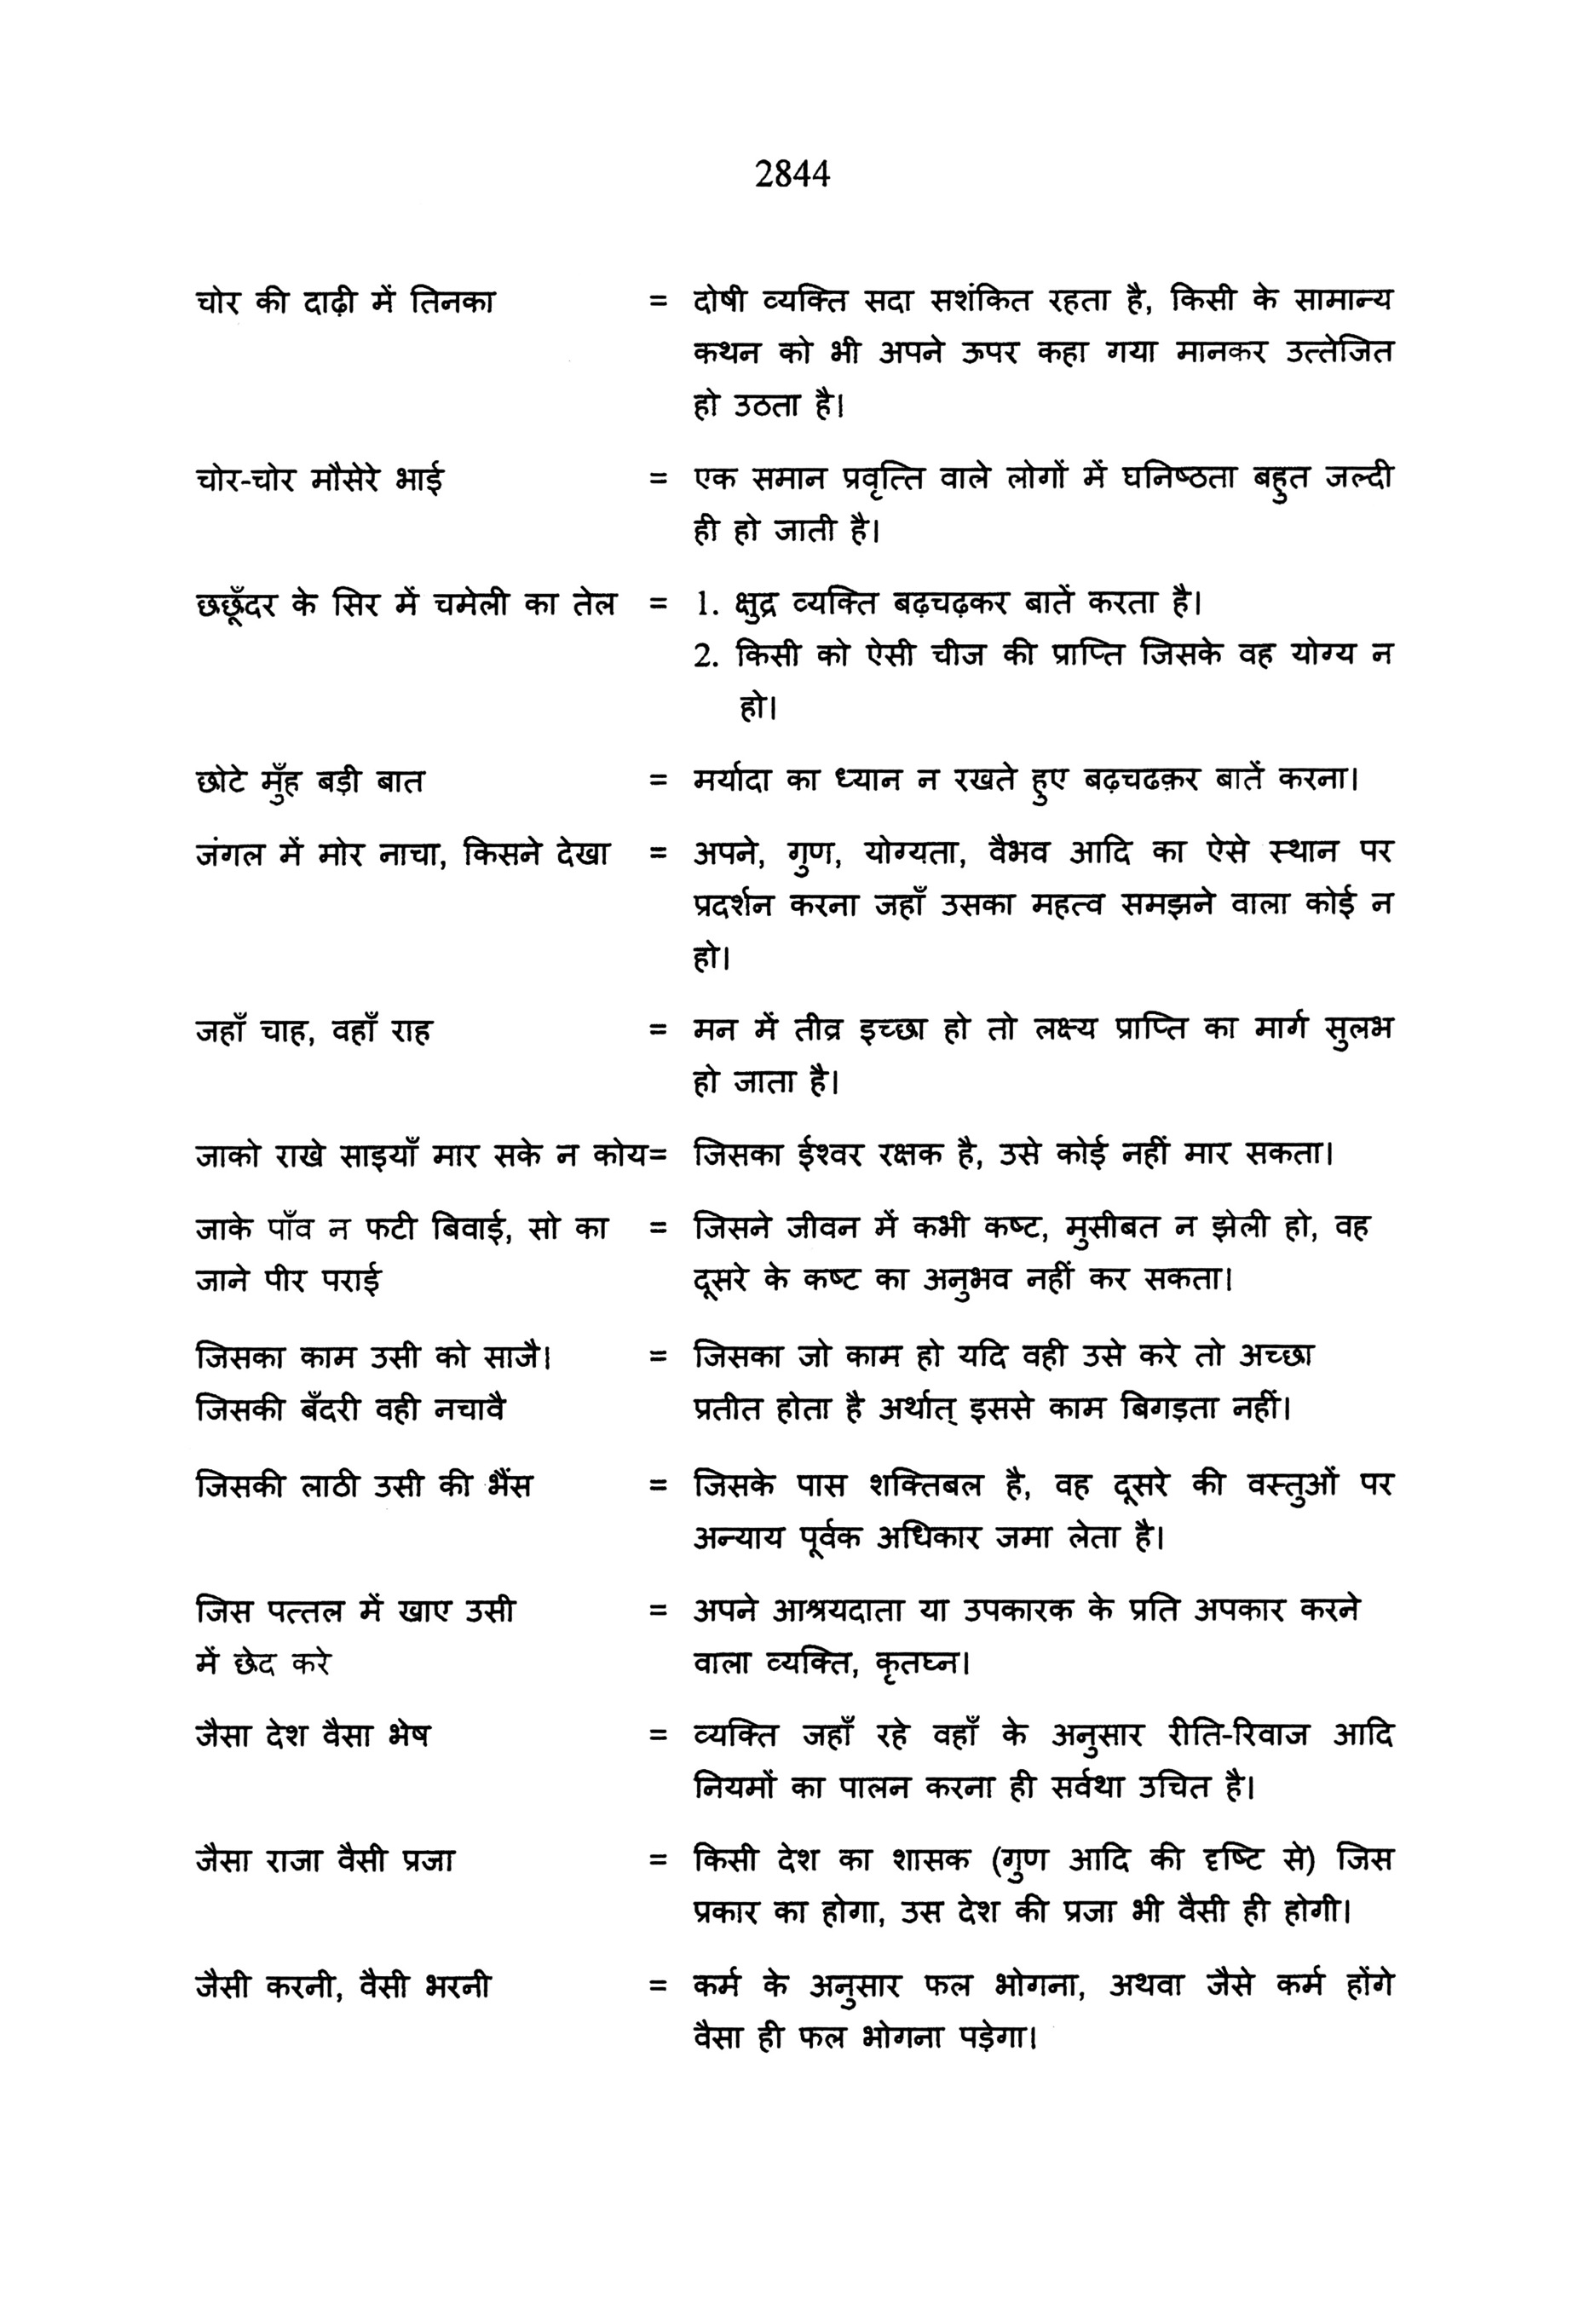 2844
चोर की दाढ़ी में तिनका = दोषी व्यक्ति सदा सशंकित रहता है, किसी के सामान्य
कथन को भी अपने ऊपर कहा गया मानकर उत्तेजित
हो उठता है।
चोर-चोर मौसेरे भाई = एक समान प्रवृत्ति वाले लोगों में घनिष्ठता बहुत जल्दी
ही हो जाती है।
छछूँदर के सिर में चमेली का तेल = 1. क्षुद्र व्यक्ति बढ़चढ़कर बातें करता है।
2. किसी को ऐसी चीज की प्राप्ति जिसके वह योग्य न
हो।
छोटे मुँह बड़ी बात = मर्यादा का ध्यान न रखते हुए बढ़चढक़र बातें करना।
जंगल में मोर नाचा, किसने देखा = अपने, गुण, योग्यता, वैभव आदि का ऐसे स्थान पर
प्रदर्शन करना जहाँ उसका महत्व समझने वाला कोई न
हो।
जहाँ चाह, वहाँ राह = मन में तीव्र इच्छा हो तो लक्ष्य प्राप्ति का मार्ग सुलभ
हो जाता है।
जाको राखे साइयाँ मार सके न कोय= जिसका ईश्वर रक्षक है, उसे कोई नहीं मार सकता।
जाके पाँव न फटी बिवाई, सो का = जिसने जीवन में कभी कष्ट, मुसीबत न झेली हो, वह
जाने पीर पराई दूसरे के कष्ट का अनुभव नहीं कर सकता।
जिसका काम उसी को साजै। = जिसका जो काम हो यदि वही उसे करे तो अच्छा
जिसकी बँदरी वही नचावै प्रतीत होता है अर्थात् इससे काम बिगड़ता नहीं।
जिसकी लाठी उसी की भैंस = जिसके पास शक्तिबल है, वह दूसरे की वस्तुओं पर
अन्याय पूर्वक अधिकार जमा लेता है।
जिस पत्तल में खाए उसी = अपने आश्रयदाता या उपकारक के प्रति अपकार करने
में छेद करे वाला व्यक्ति, कृतघ्न।
जैसा देश वैसा भेष = व्यक्ति जहाँ रहे वहाँ के अनुसार रीति-रिवाज आदि
नियमों का पालन करना ही सर्वथा उचित है।
जैसा राजा वैसी प्रजा = किसी देश का शासक (गुण आदि की दृष्टि से) जिस
प्रकार का होगा, उस देश की प्रजा भी वैसी ही होगी।
जैसी करनी, वैसी भरनी = कर्म के अनुसार फल भोगना, अथवा जैसे कर्म होंगे
वैसा ही फल भोगना पड़ेगा।